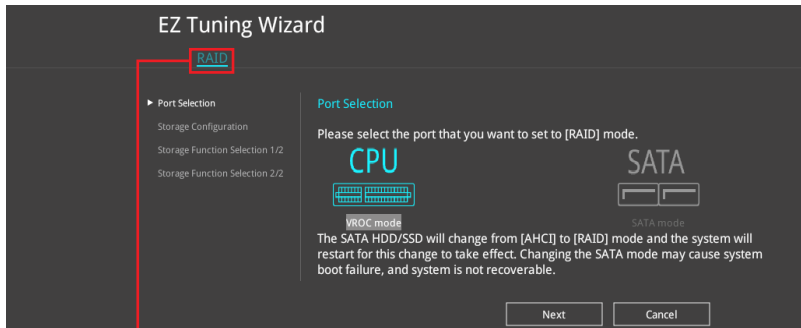 EZ Tuning Wizard
RAID
Port Selection
Storage Configuration
Storage Function Selection 1/2
Storage Function Selection 2/2
Port Selection
Please select the port that you want to set to [RAID] mode.
CPU
SATA
VROC mode
SATA mode
The SATA HDD/SSD will change from [AHCI] to [RAID] mode and the system will
restart for this change to take effect. Changing the SATA mode may cause system
boot failure, and system is not recoverable.
Next
Cancel